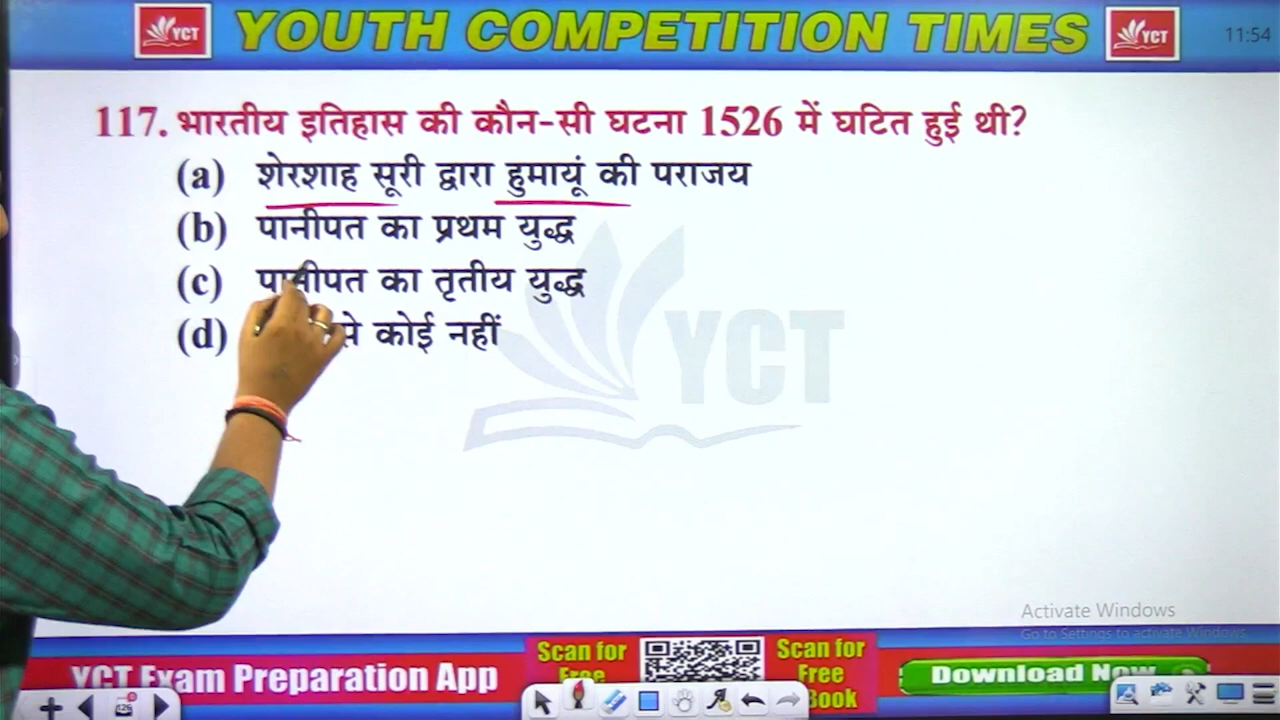 YCT YOUTH COMPETITION TIMES YCT 11:54
117. भारतीय इतिहास की कौन-सी घटना 1526 में घटित हुई थी?
(a) शेरशाह सूरी द्वारा हुमायूं की पराजय
(b) पानीपत का प्रथम युद्ध
(c) पानीपत का तृतीय युद्ध
(d) से कोई नहीं
YCT
Activate Windows
Go to Settings to activate Windows.
YCT Exam Preparation App
Scan for
Free
Scan for
Free
Book
Download Now
126